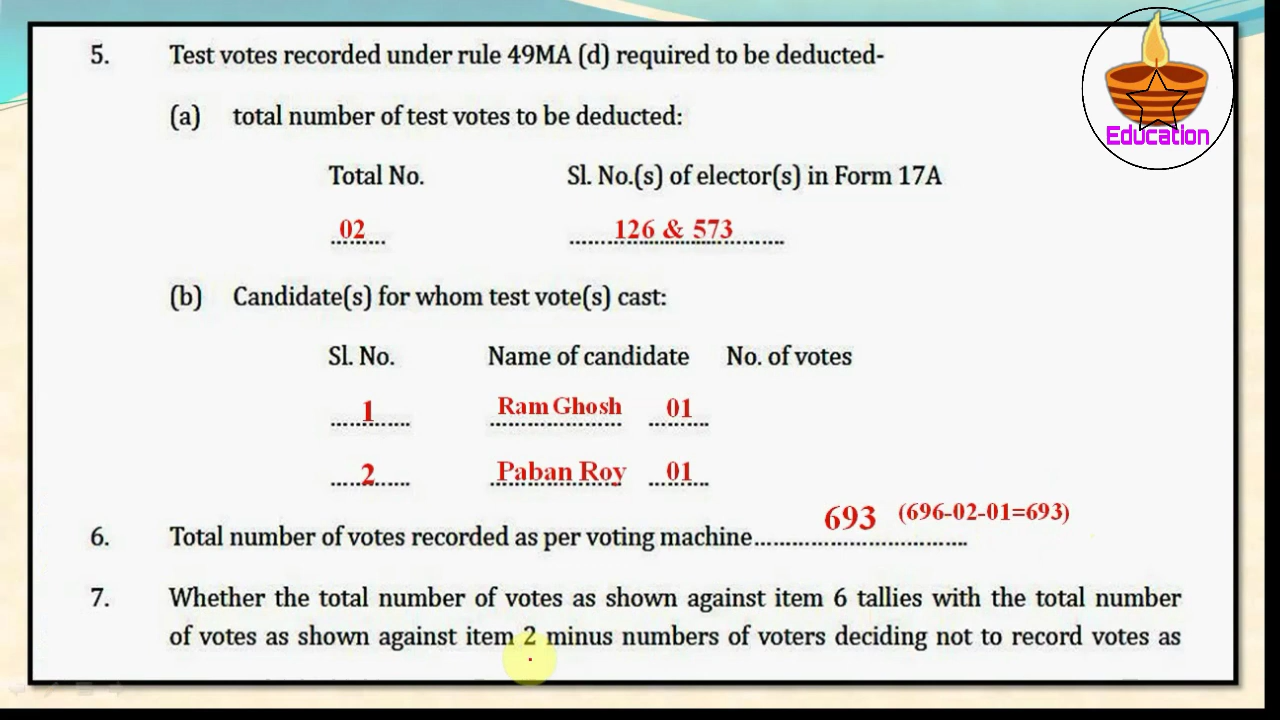 5. Test votes recorded under rule 49MA (d) required to be deducted-
Education
(a) total number of test votes to be deducted:
Total No. Sl. No.(s) of elector(s) in Form 17A
02 126 & 573
(b) Candidate(s) for whom test vote(s) cast:
Sl. No. Name of candidate No. of votes
1 Ram Ghosh 01
2 Paban Roy 01
693 (696-02-01=693)
6. Total number of votes recorded as per voting machine..................................
7. Whether the total number of votes as shown against item 6 tallies with the total number
of votes as shown against item 2 minus numbers of voters deciding not to record votes as